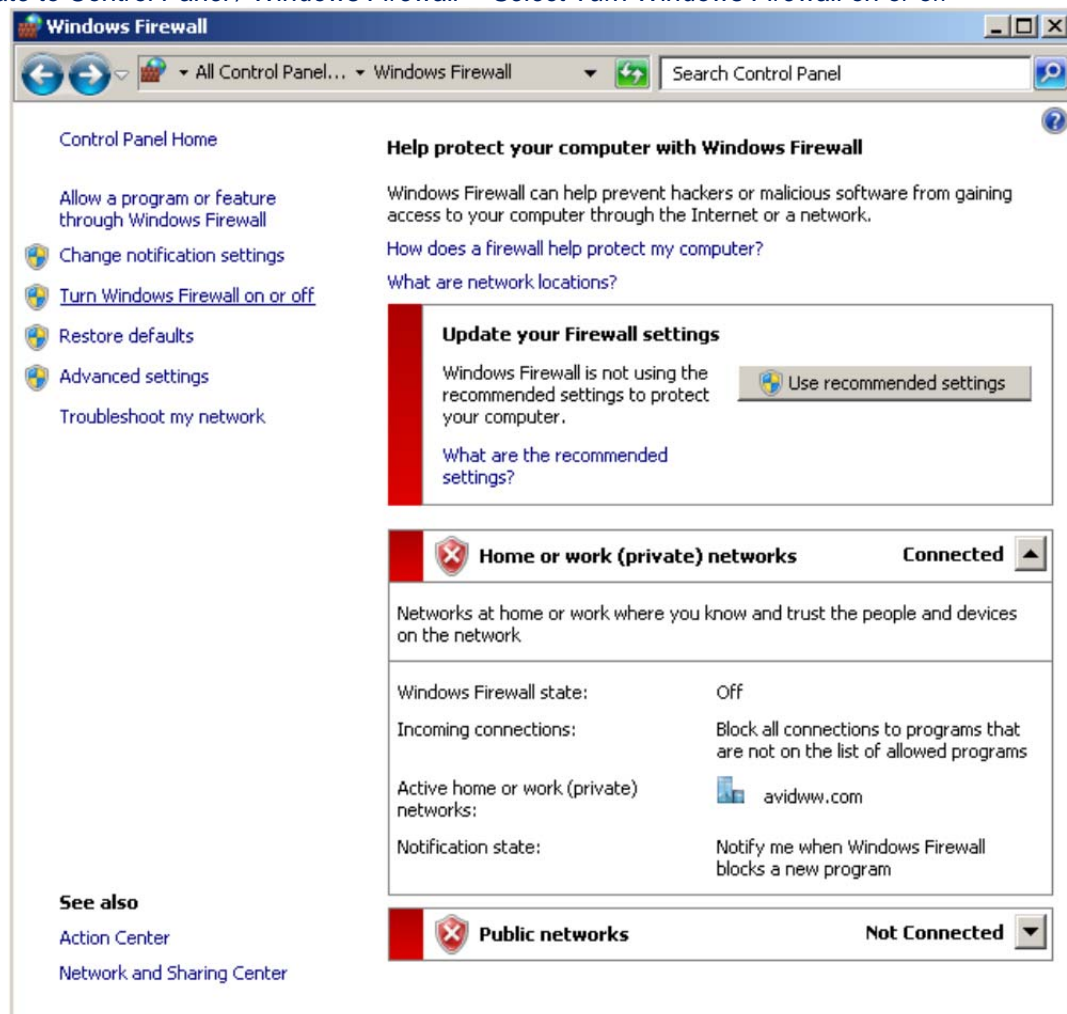 Windows Firewall
All Control Panel... Windows Firewall
Search Control Panel
Control Panel Home
Allow a program or feature
through Windows Firewall
Change notification settings
Turn Windows Firewall on or off
Restore defaults
Advanced settings
Troubleshoot my network
See also
Action Center
Network and Sharing Center
Help protect your computer with Windows Firewall
Windows Firewall can help prevent hackers or malicious software from gaining
access to your computer through the Internet or a network.
How does a firewall help protect my computer?
What are network locations?
Update your Firewall settings
Windows Firewall is not using the
recommended settings to protect
your computer.
Use recommended settings
What are the recommended
settings?
Home or work (private) networks Connected
Networks at home or work where you know and trust the people and devices
on the network
Windows Firewall state: Off
Incoming connections: Block all connections to programs that
are not on the list of allowed programs
Active home or work (private)
networks:
avidww.com
Notification state: Notify me when Windows Firewall
blocks a new program
Public networks Not Connected